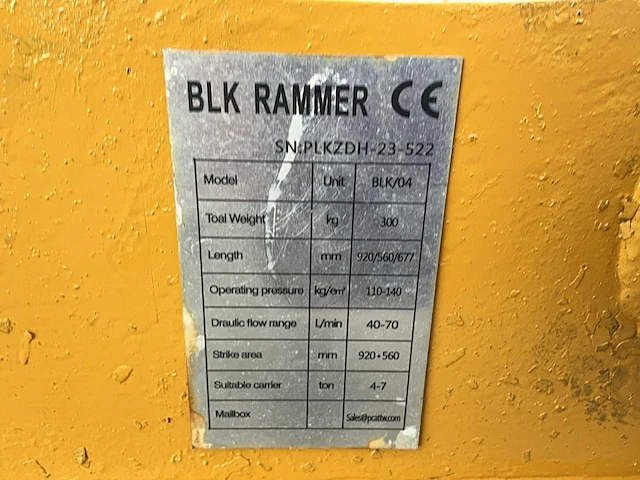 BLK RAMMER CE
SN:PLKZDH-23-522
Model Unit BLK/04
Toal Weight kg 300
Length mm 920/560/677
Operating pressure kg/cm² 110-140
Draulic flow range L/min 40-70
Strike area mm 920•560
Suitable carrier ton 4-7
Mailbox Sales@pcattw.com